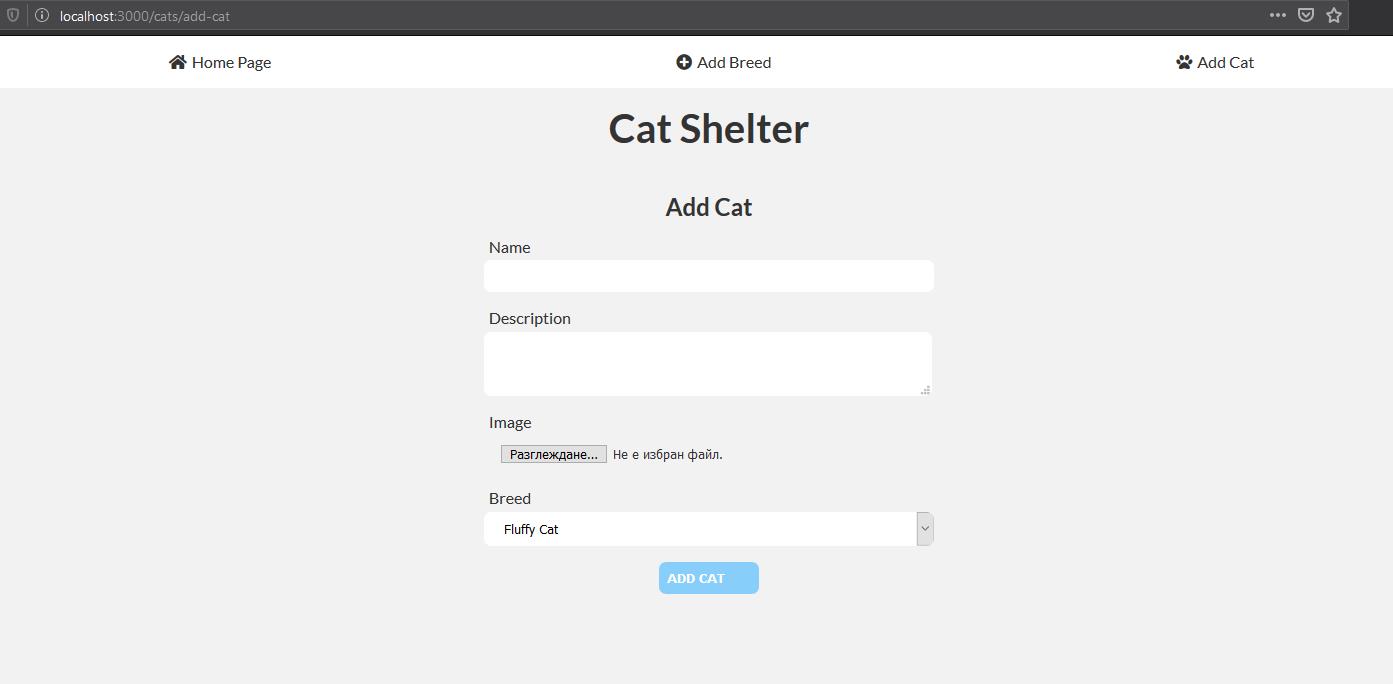 localhost:3000/cats/add-cat
Home Page Add Breed Add Cat
Cat Shelter
Add Cat
Name
Description
Image
Разглеждане... Не е избран файл.
Breed
Fluffy Cat
ADD CAT